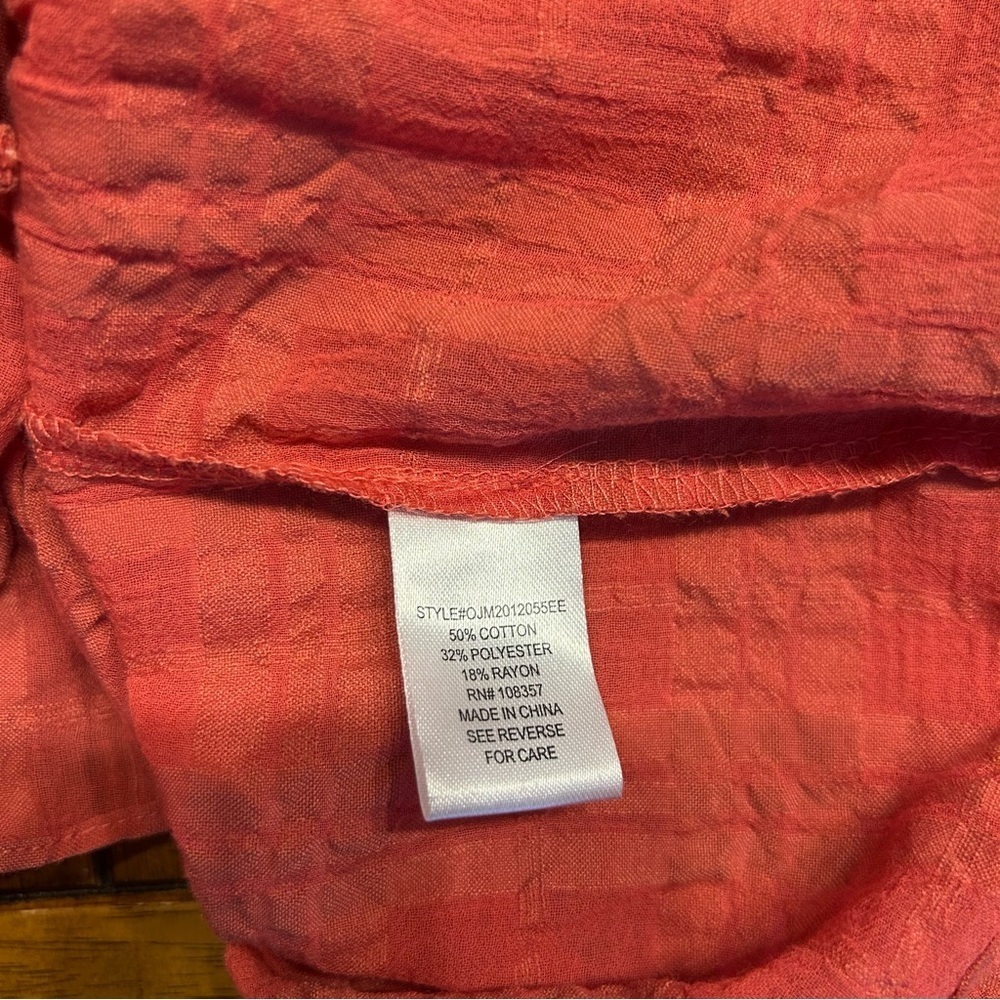 STYLE#OJM2012055EE
50% COTTON
32% POLYESTER
18% RAYON
RN# 108357
MADE IN CHINA
SEE REVERSE
FOR CARE